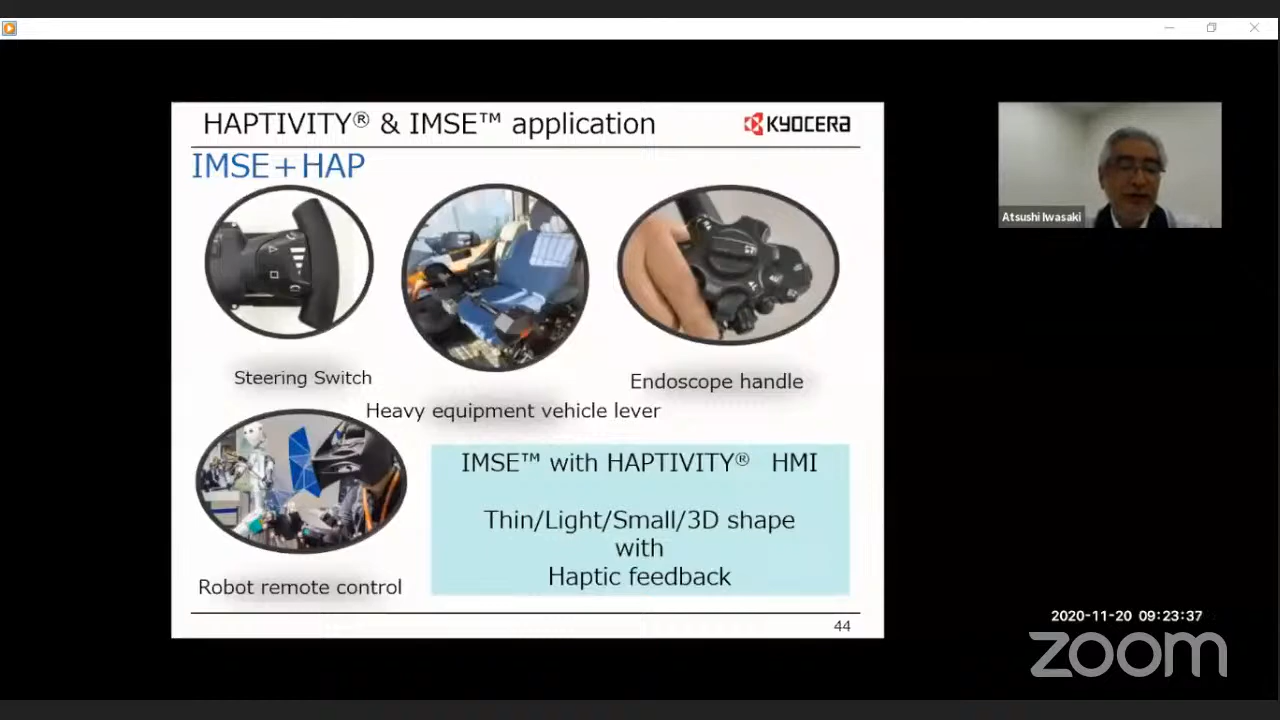 HAPTIVITY® & IMSE™ application
KYOCERA
IMSE+HAP
Steering Switch
Heavy equipment vehicle lever
Endoscope handle
Robot remote control
IMSE™ with HAPTIVITY® HMI
Thin/Light/Small/3D shape
with
Haptic feedback
44
Atsushi Iwasaki
2020-11-20 09:23:37
zoom